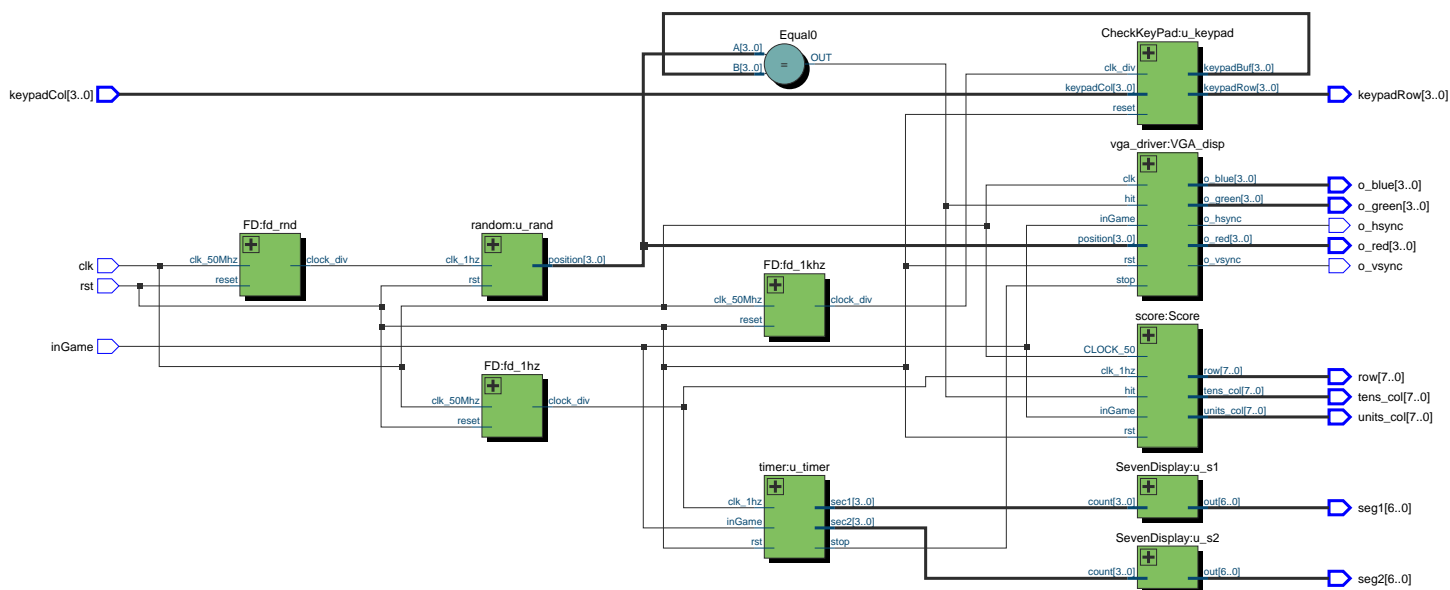 Equal0
A[3..0]
B[3..0]
=
OUT
CheckKeyPad:u_keypad
clk_div
keypadCol[3..0]
reset
keypadBuf[3..0]
keypadRow[3..0]
keypadCol[3..0]
keypadRow[3..0]
vga_driver:VGA_disp
clk
hit
inGame
position[3..0]
rst
stop
o_blue[3..0]
o_green[3..0]
o_hsync
o_red[3..0]
o_vsync
o_blue[3..0]
o_green[3..0]
o_hsync
o_red[3..0]
o_vsync
FD:fd_rnd
clk_50Mhz
reset
clock_div
random:u_rand
clk_1hz
rst
position[3..0]
clk
rst
inGame
FD:fd_1khz
clk_50Mhz
reset
clock_div
FD:fd_1hz
clk_50Mhz
reset
clock_div
score:Score
CLOCK_50
clk_1hz
hit
inGame
rst
row[7..0]
tens_col[7..0]
units_col[7..0]
row[7..0]
tens_col[7..0]
units_col[7..0]
timer:u_timer
clk_1hz
inGame
rst
sec1[3..0]
sec2[3..0]
stop
SevenDisplay:u_s1
count[3..0]
out[6..0]
seg1[6..0]
SevenDisplay:u_s2
count[3..0]
out[6..0]
seg2[6..0]